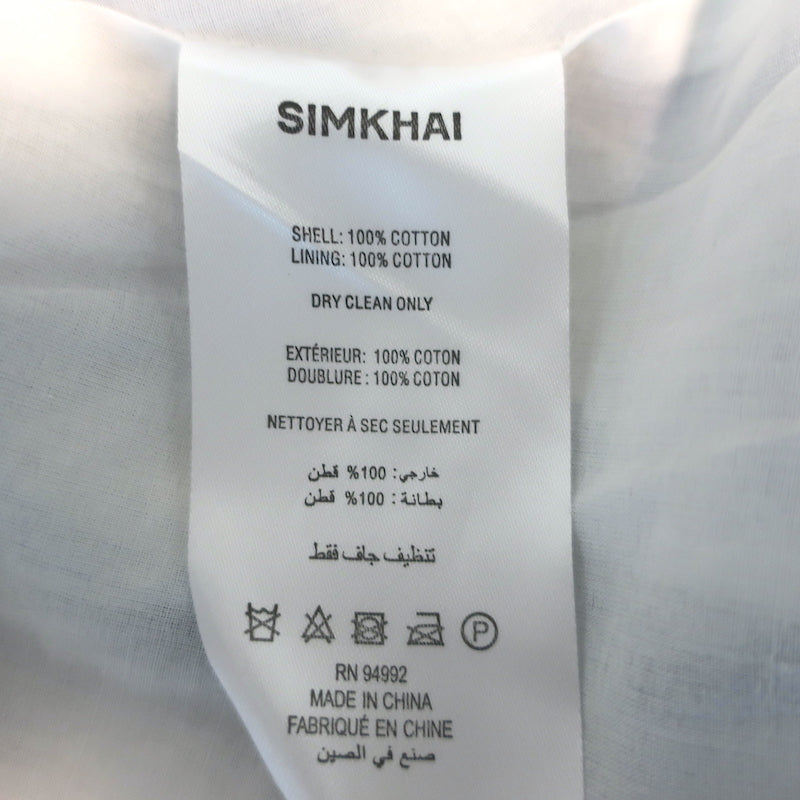 SIMKHAI
SHELL: 100% COTTON
LINING: 100% COTTON
DRY CLEAN ONLY
EXTÉRIEUR: 100% COTON
DOUBLURE : 100% COTON
NETTOYER À SEC SEULEMENT
خارجي: 100% قطن
بطانة: 100% قطن
تنظيف جاف فقط
P
RN 94992
MADE IN CHINA
FABRIQUÉ EN CHINE
صنع في الصين